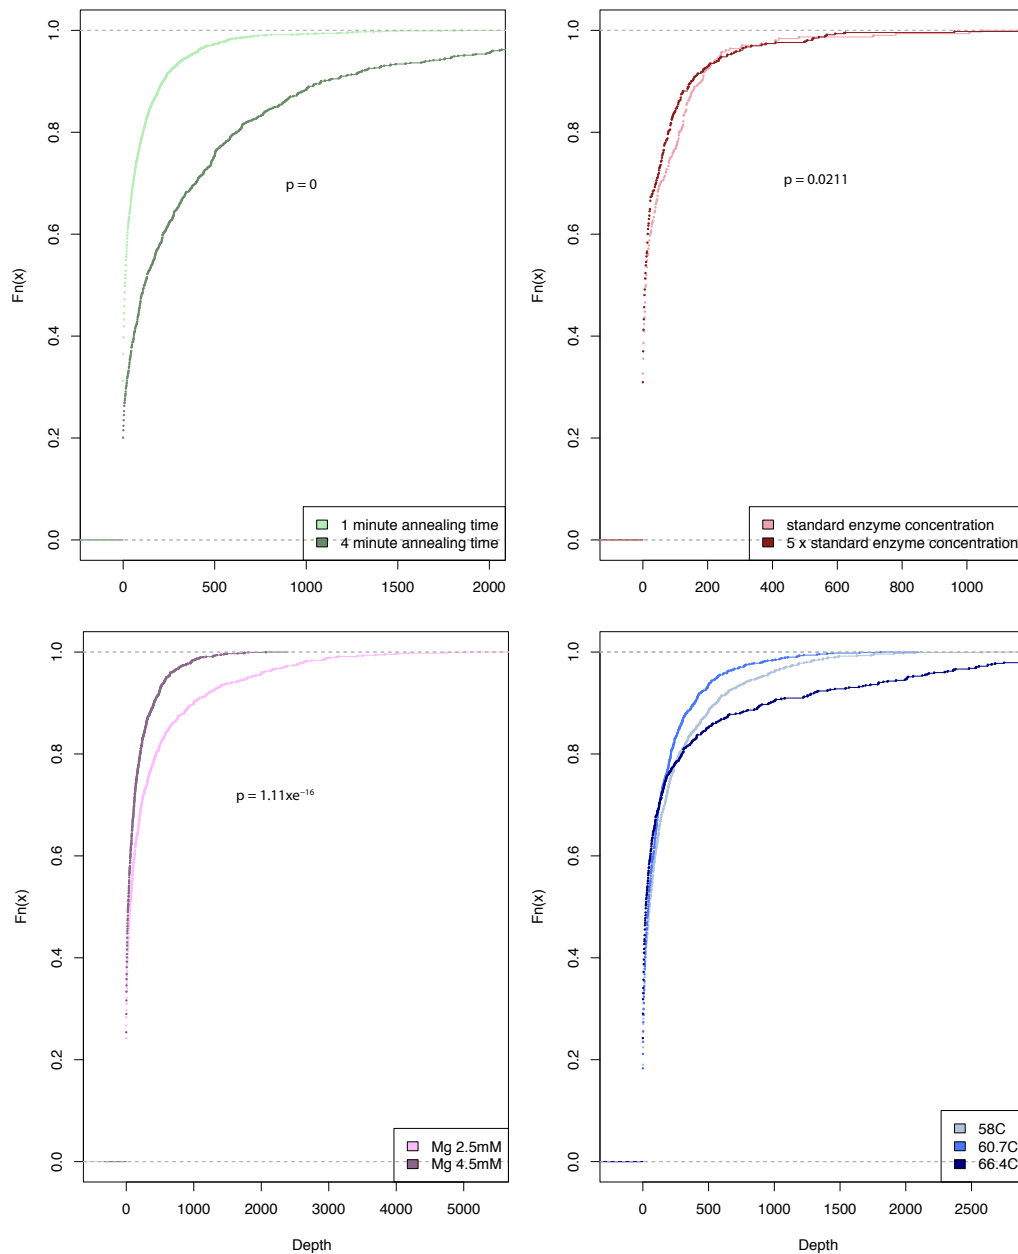 1.0
0.8
0.6
0.4
0.2
0.0
Fn(x)
p = 0
1 minute annealing time
4 minute annealing time
0 500 1000 1500 2000
1.0
0.8
0.6
0.4
0.2
0.0
Fn(x)
p = 0.0211
standard enzyme concentration
5 x standard enzyme concentration
0 200 400 600 800 1000
1.0
0.8
0.6
0.4
0.2
0.0
Fn(x)
p = 1.11xe⁻¹⁶
Mg 2.5mM
Mg 4.5mM
0 1000 2000 3000 4000 5000
Depth
1.0
0.8
0.6
0.4
0.2
0.0
Fn(x)
58C
60.7C
66.4C
0 500 1000 1500 2000 2500
Depth